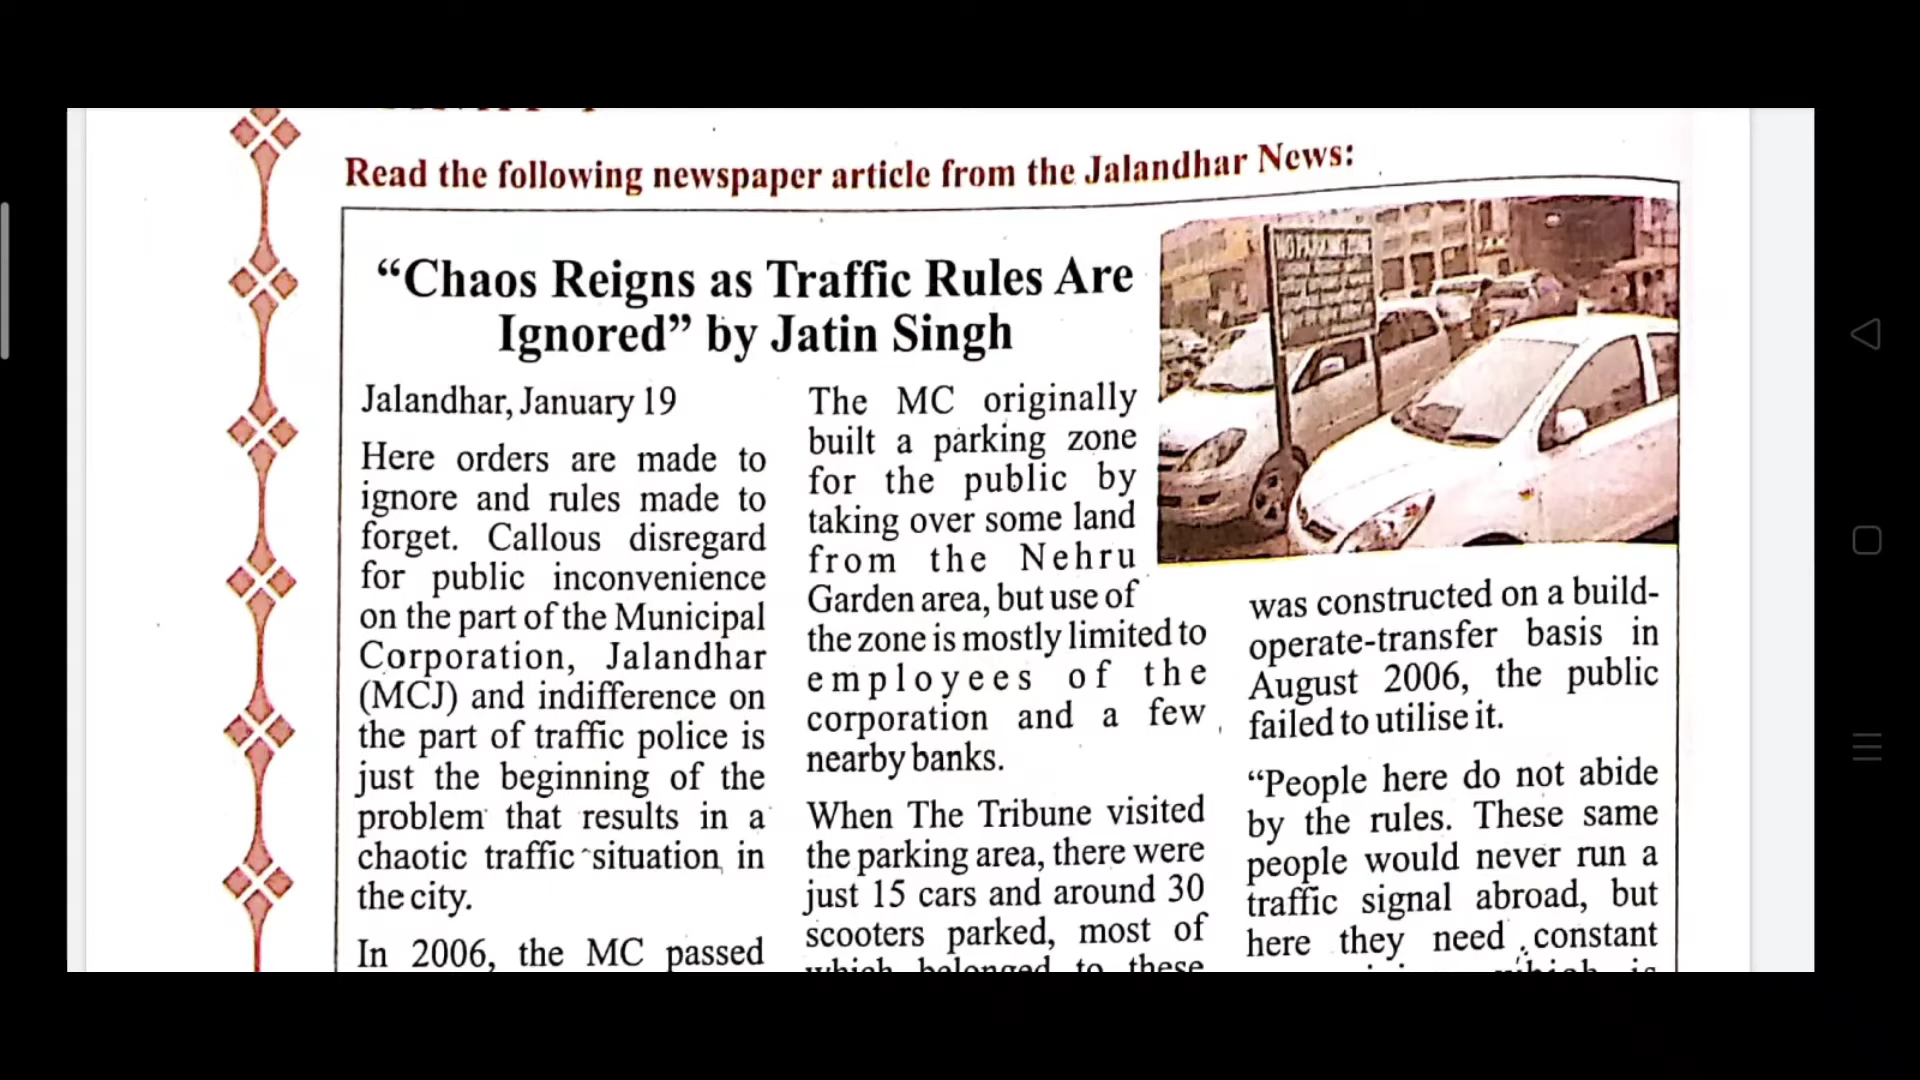 Read the following newspaper article from the Jalandhar News:
“Chaos Reigns as Traffic Rules Are
Ignored” by Jatin Singh
Jalandhar, January 19
Here orders are made to
ignore and rules made to
forget. Callous disregard
for public inconvenience
on the part of the Municipal
Corporation, Jalandhar
(MCJ) and indifference on
the part of traffic police is
just the beginning of the
problem that results in a
chaotic traffic situation in
the city.
In 2006, the MC passed
The MC originally
built a parking zone
for the public by
taking over some land
from the Nehru
Garden area, but use of
the zone is mostly limited to
employees of the
corporation and a few
nearby banks.
When The Tribune visited
the parking area, there were
just 15 cars and around 30
scooters parked, most of
which belonged to these
NO PARKING
was constructed on a build-
operate-transfer basis in
August 2006, the public
failed to utilise it.
“People here do not abide
by the rules. These same
people would never run a
traffic signal abroad, but
here they need constant
which is